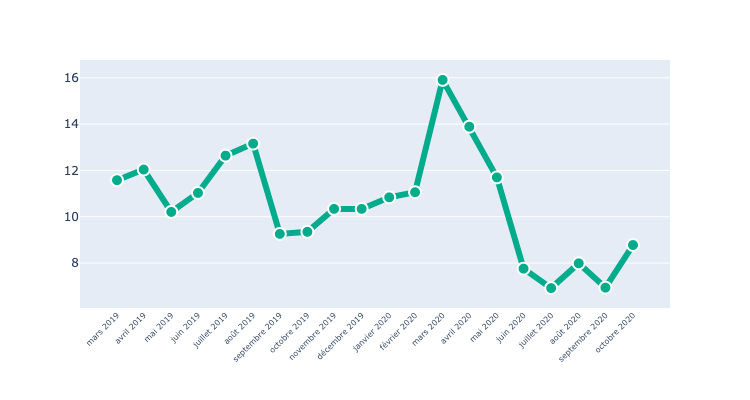 16
14
12
10
8
mars 2019
avril 2019
mai 2019
juin 2019
juillet 2019
août 2019
septembre 2019
octobre 2019
novembre 2019
décembre 2019
janvier 2020
février 2020
mars 2020
avril 2020
mai 2020
juin 2020
juillet 2020
août 2020
septembre 2020
octobre 2020